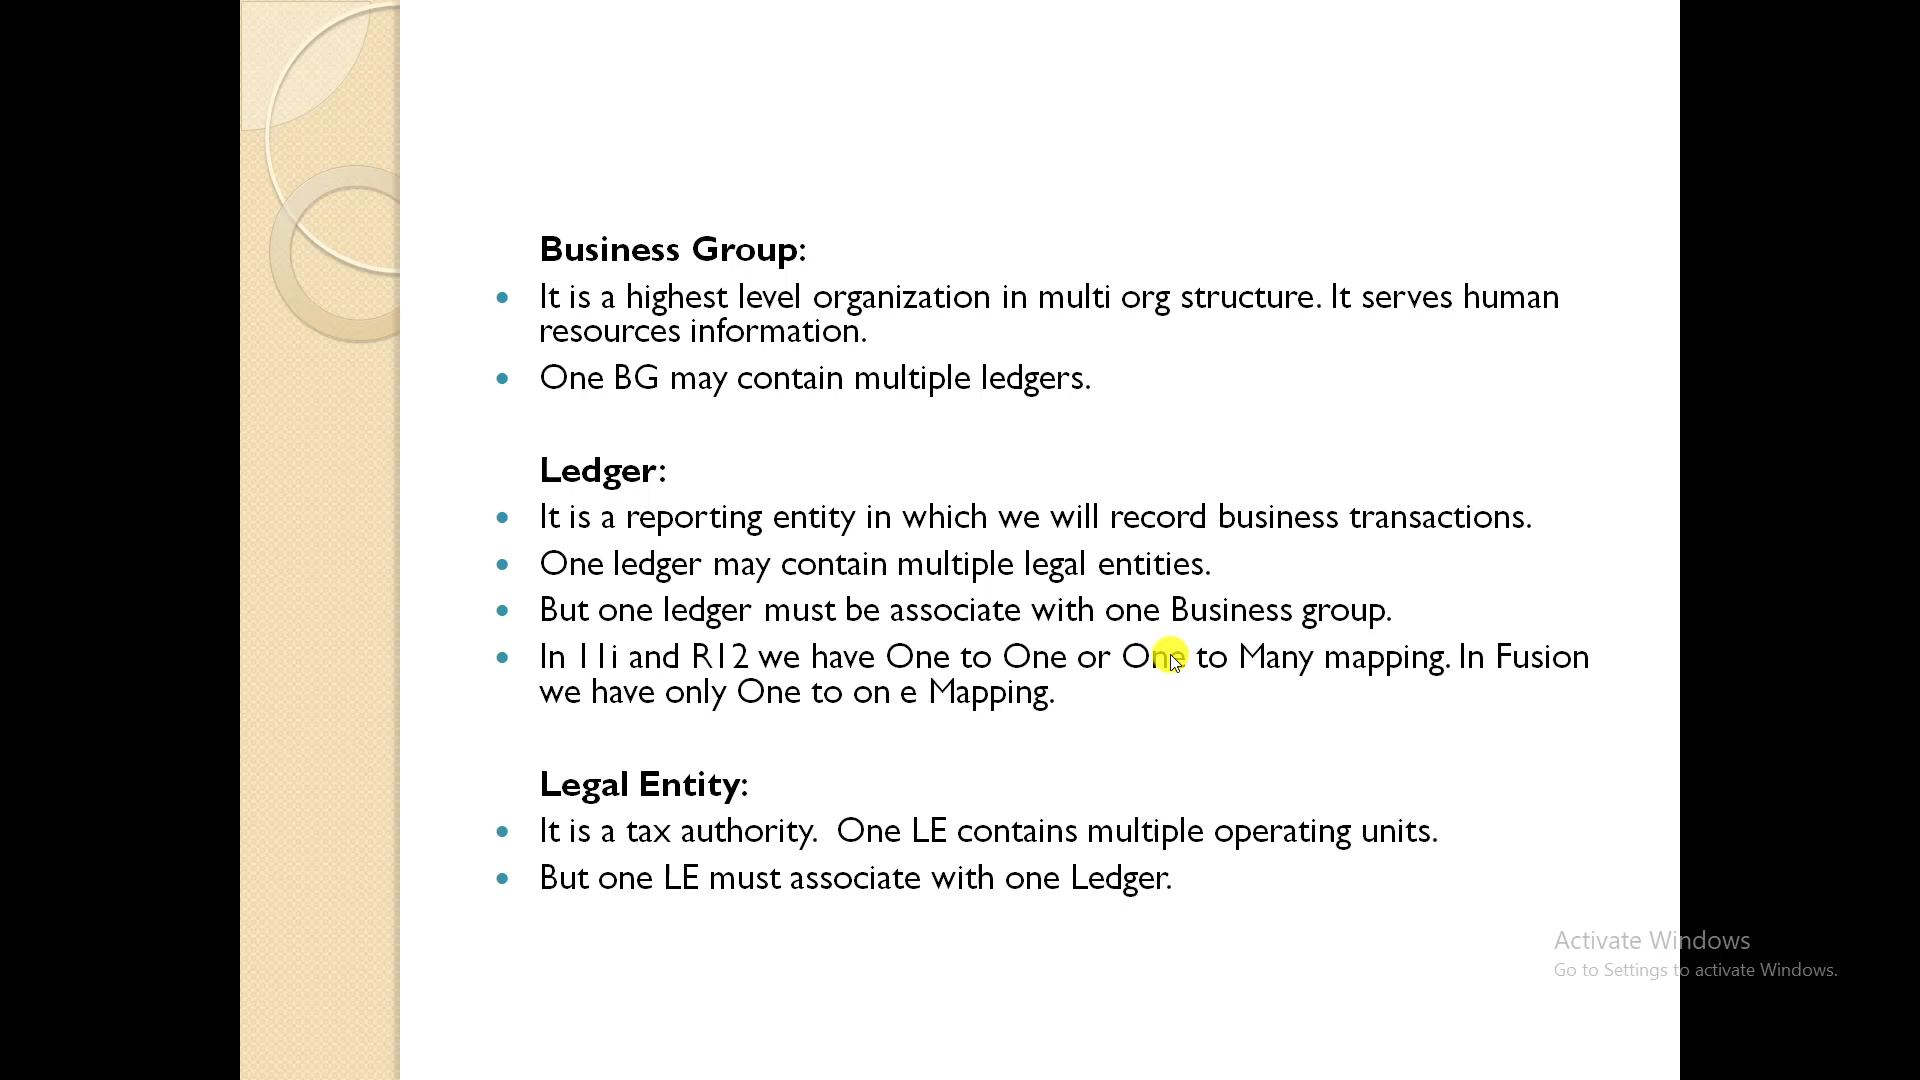 Business Group:
• It is a highest level organization in multi org structure. It serves human
resources information.
• One BG may contain multiple ledgers.
Ledger:
• It is a reporting entity in which we will record business transactions.
• One ledger may contain multiple legal entities.
• But one ledger must be associate with one Business group.
• In 11i and R12 we have One to One or One to Many mapping. In Fusion
we have only One to on e Mapping.
Legal Entity:
• It is a tax authority.  One LE contains multiple operating units.
• But one LE must associate with one Ledger.
Activate Windows
Go to Settings to activate Windows.